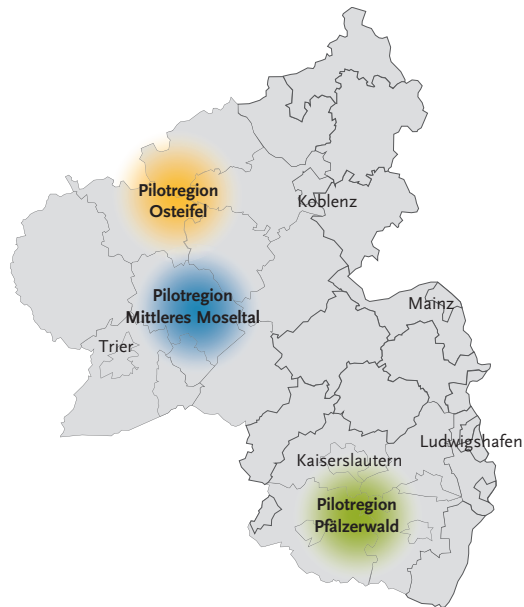 Pilotregion
Osteifel
Koblenz
Pilotregion
Mittleres Moseltal
Mainz
Trier
Ludwigshafen
Kaiserslautern
Pilotregion
Pfälzerwald